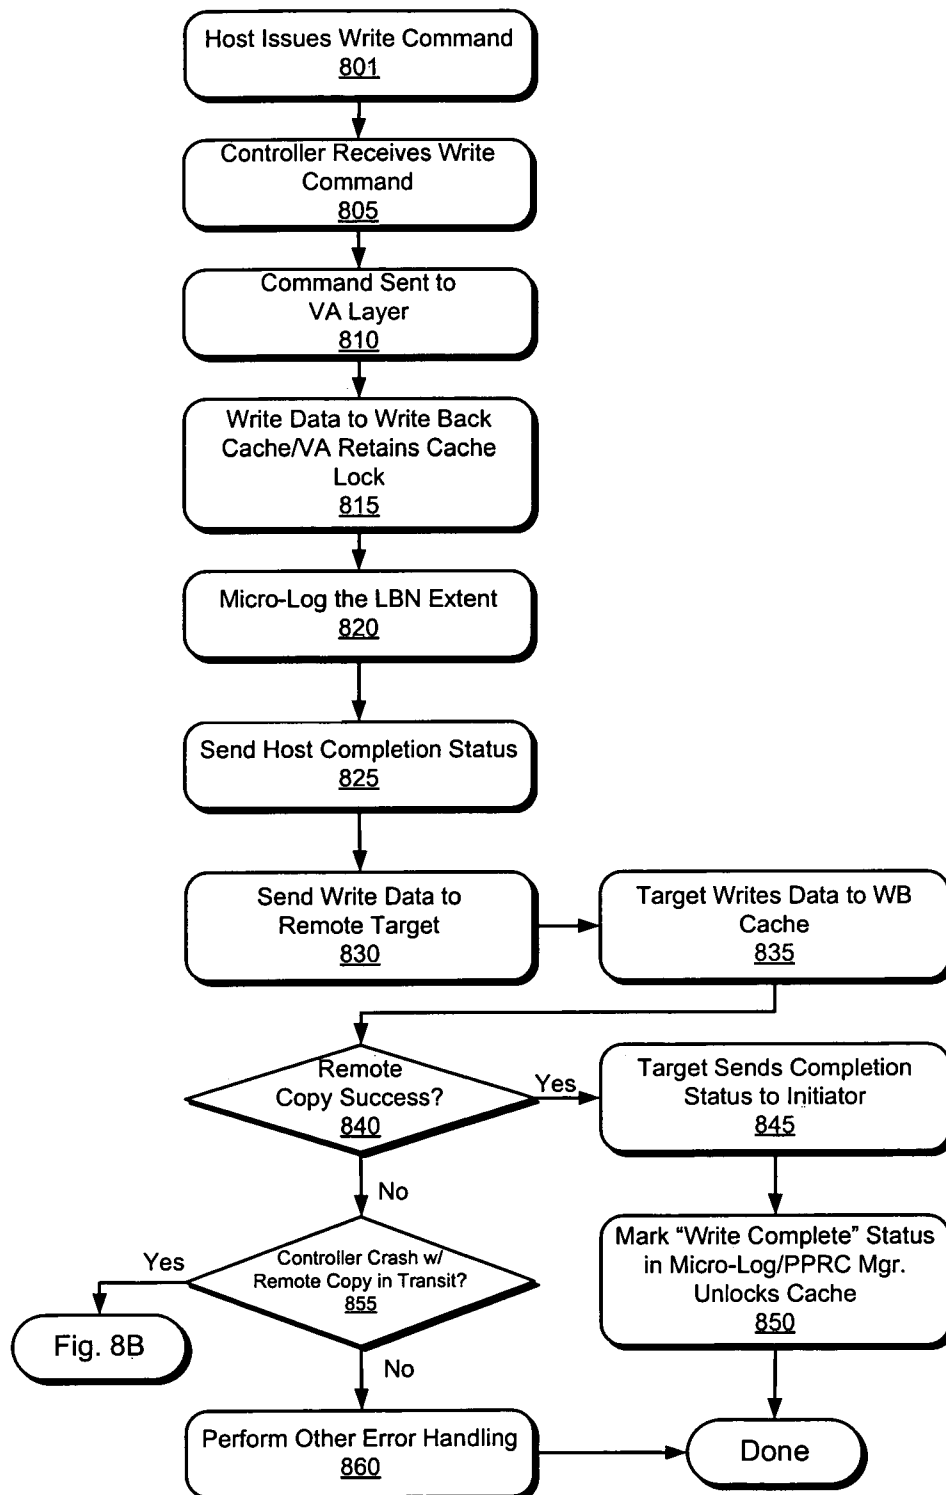 Host Issues Write Command
801
Controller Receives Write
Command
805
Command Sent to
VA Layer
810
Write Data to Write Back
Cache/VA Retains Cache
Lock
815
Micro-Log the LBN Extent
820
Send Host Completion Status
825
Send Write Data to
Remote Target
830
Target Writes Data to WB
Cache
835
Remote
Copy Success?
840
Yes
Target Sends Completion
Status to Initiator
845
No
Mark “Write Complete” Status
in Micro-Log/PPRC Mgr.
Unlocks Cache
850
Controller Crash w/
Remote Copy in Transit?
855
Yes
Fig. 8B
No
Perform Other Error Handling
860
Done